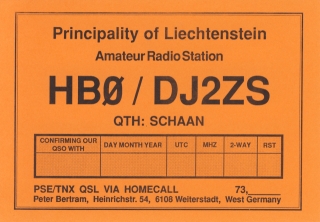 Principality of Liechtenstein
Amateur Radio Station
HBØ / DJ2ZS
QTH: SCHAAN
CONFIRMING OUR QSO WITH DAY MONTH YEAR UTC MHZ 2-WAY RST
PSE/TNX QSL VIA HOMECALL 73,
Peter Bertram, Heinrichstr. 54, 6108 Weiterstadt, West Germany